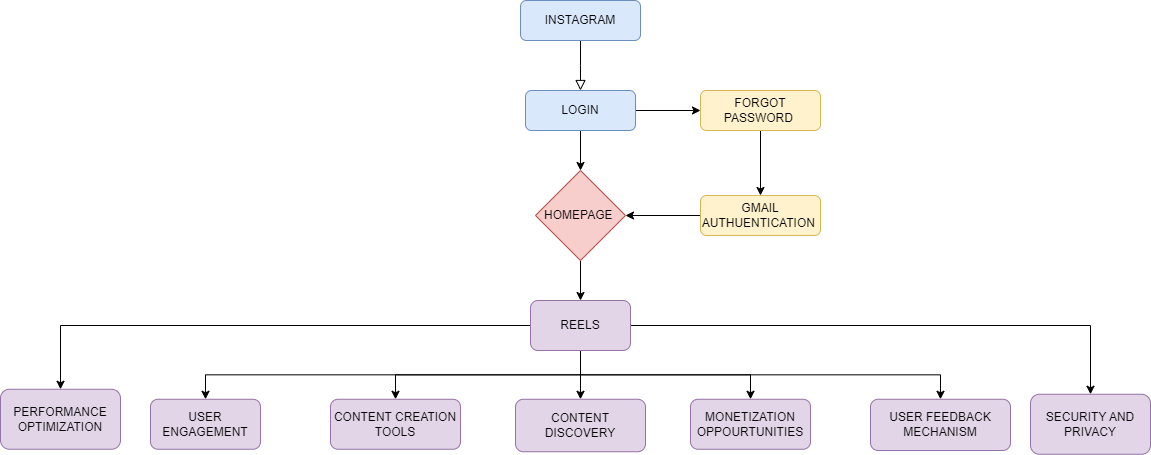 INSTAGRAM
LOGIN
FORGOT
PASSWORD
HOMEPAGE
GMAIL
AUTHUENTICATION
REELS
PERFORMANCE
OPTIMIZATION
USER
ENGAGEMENT
CONTENT CREATION
TOOLS
CONTENT
DISCOVERY
MONETIZATION
OPPOURTUNITIES
USER FEEDBACK
MECHANISM
SECURITY AND
PRIVACY